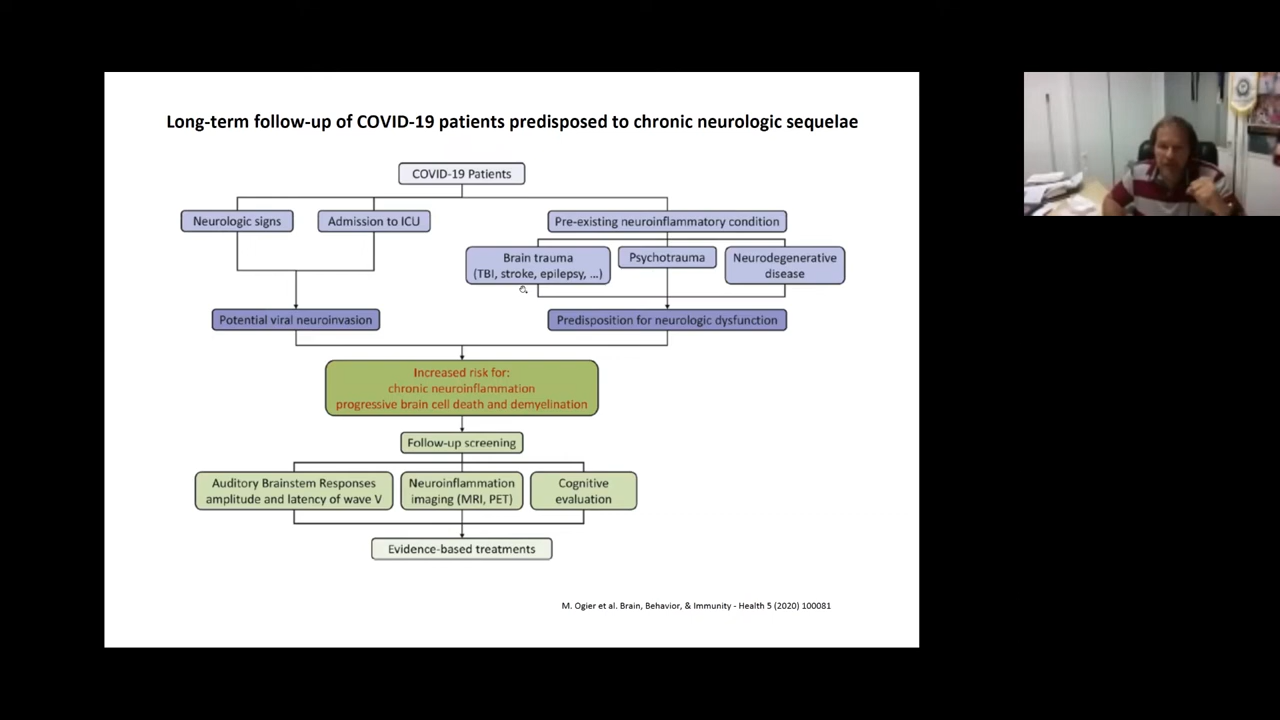 Long-term follow-up of COVID-19 patients predisposed to chronic neurologic sequelae
COVID-19 Patients
Neurologic signs
Admission to ICU
Pre-existing neuroinflammatory condition
Brain trauma
(TBI, stroke, epilepsy, ...)
Psychotrauma
Neurodegenerative
disease
Potential viral neuroinvasion
Predisposition for neurologic dysfunction
Increased risk for:
chronic neuroinflammation
progressive brain cell death and demyelination
Follow-up screening
Auditory Brainstem Responses
amplitude and latency of wave V
Neuroinflammation
imaging (MRI, PET)
Cognitive
evaluation
Evidence-based treatments
M. Ogier et al. Brain, Behavior, & Immunity - Health 5 (2020) 100081